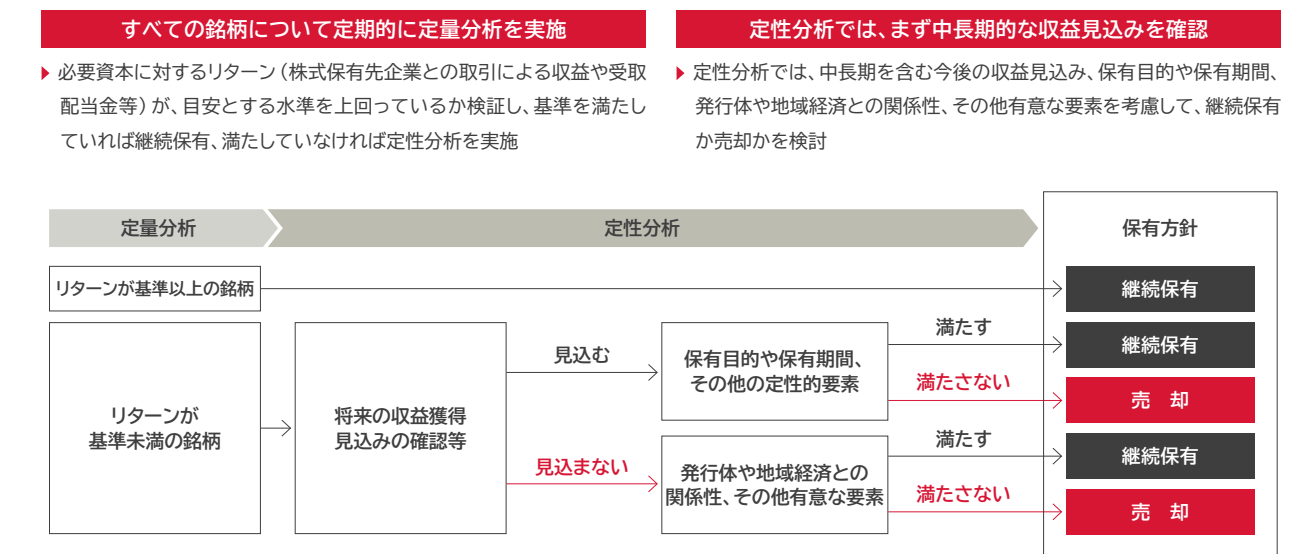 すべての銘柄について定期的に定量分析を実施
▶ 必要資本に対するリターン（株式保有先企業との取引による収益や受取
配当金等）が、目安とする水準を上回っているか検証し、基準を満たし
ていれば継続保有、満たしていなければ定性分析を実施
定性分析では、まず中長期的な収益見込みを確認
▶ 定性分析では、中長期を含む今後の収益見込み、保有目的や保有期間、
発行体や地域経済との関係性、その他有意な要素を考慮して、継続保有
か売却かを検討
定量分析
定性分析
保有方針
リターンが基準以上の銘柄
継続保有
リターンが
基準未満の銘柄
将来の収益獲得
見込みの確認等
見込む
保有目的や保有期間、
その他の定性的要素
満たす
継続保有
満たさない
売 却
見込まない
発行体や地域経済との
関係性、その他有意な要素
満たす
継続保有
満たさない
売 却